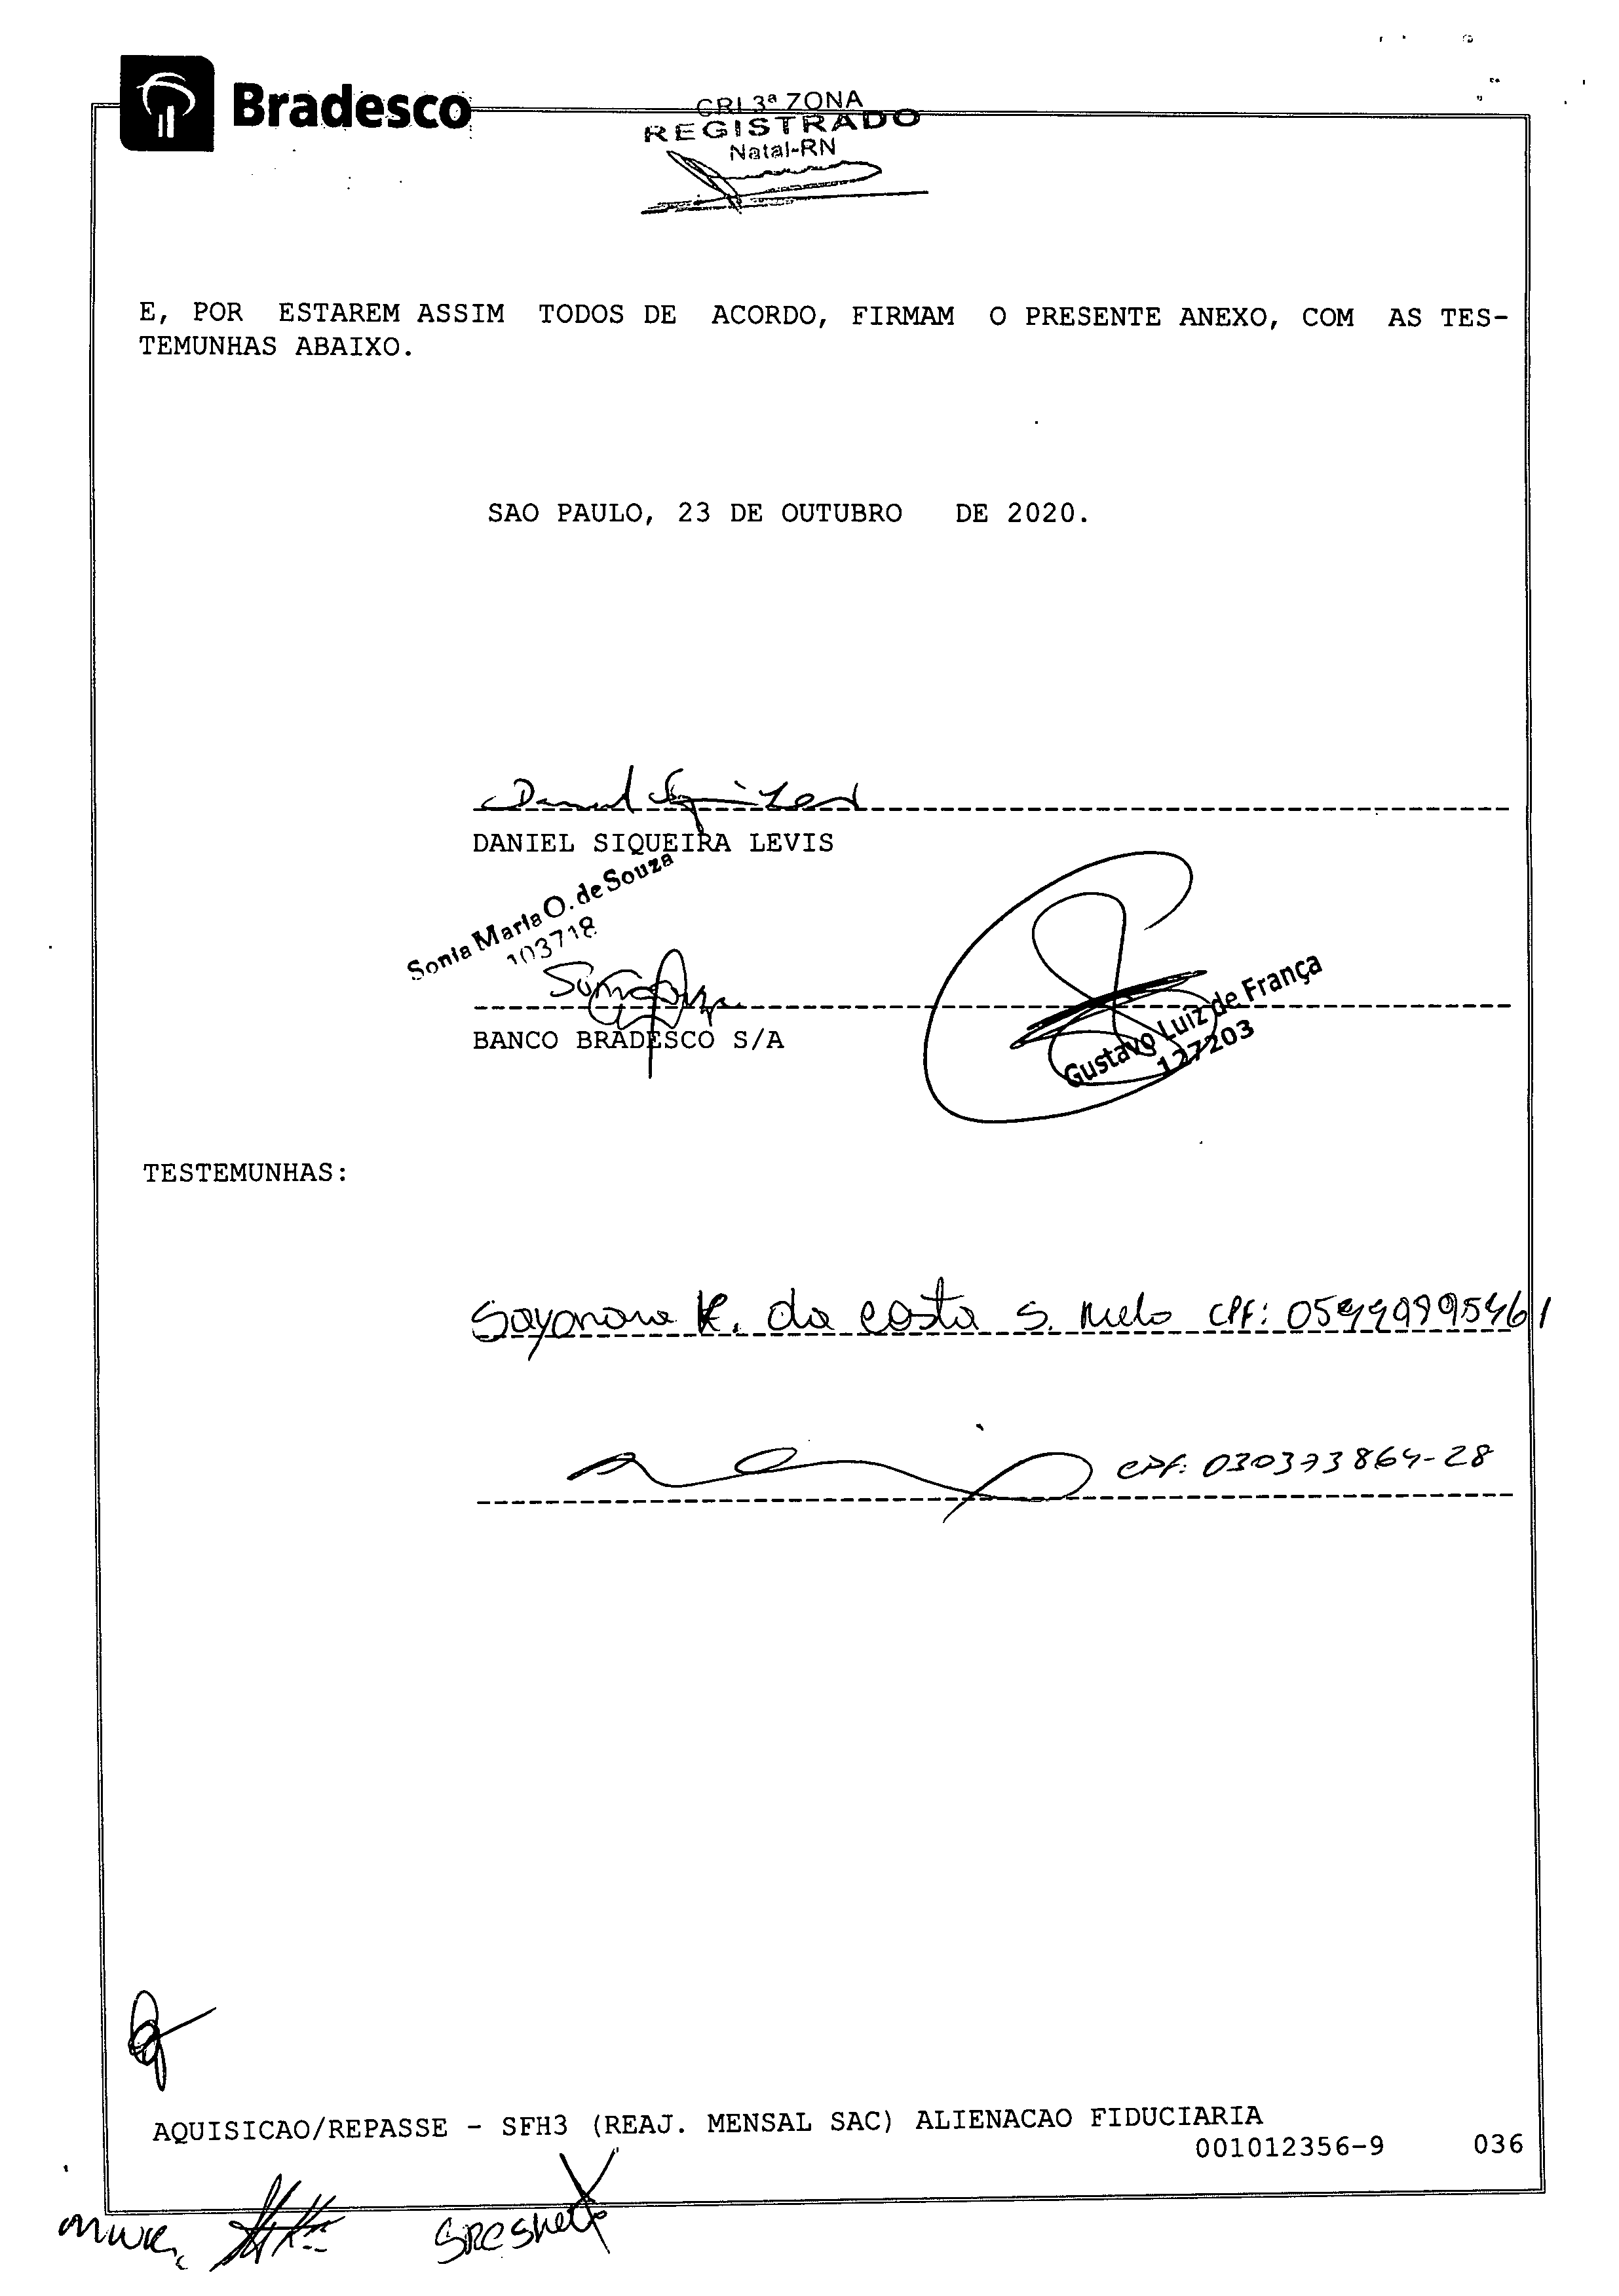 Bradesco
CRI 3ª ZONA
REGISTRADO
Natal-RN
E, POR ESTAREM ASSIM TODOS DE ACORDO, FIRMAM O PRESENTE ANEXO, COM AS TES-
TEMUNHAS ABAIXO.
SAO PAULO, 23 DE OUTUBRO DE 2020.
DANIEL SIQUEIRA LEVIS
Sonia Maria O. de Souza
103718
BANCO BRADESCO S/A
Gustavo Luiz de França
127203
TESTEMUNHAS:
Sayonara K. da costa S. Melo CPF:
CPF: 030373864-28
AQUISICAO/REPASSE - SFH3 (REAJ. MENSAL SAC) ALIENACAO FIDUCIARIA
001012356-9 036